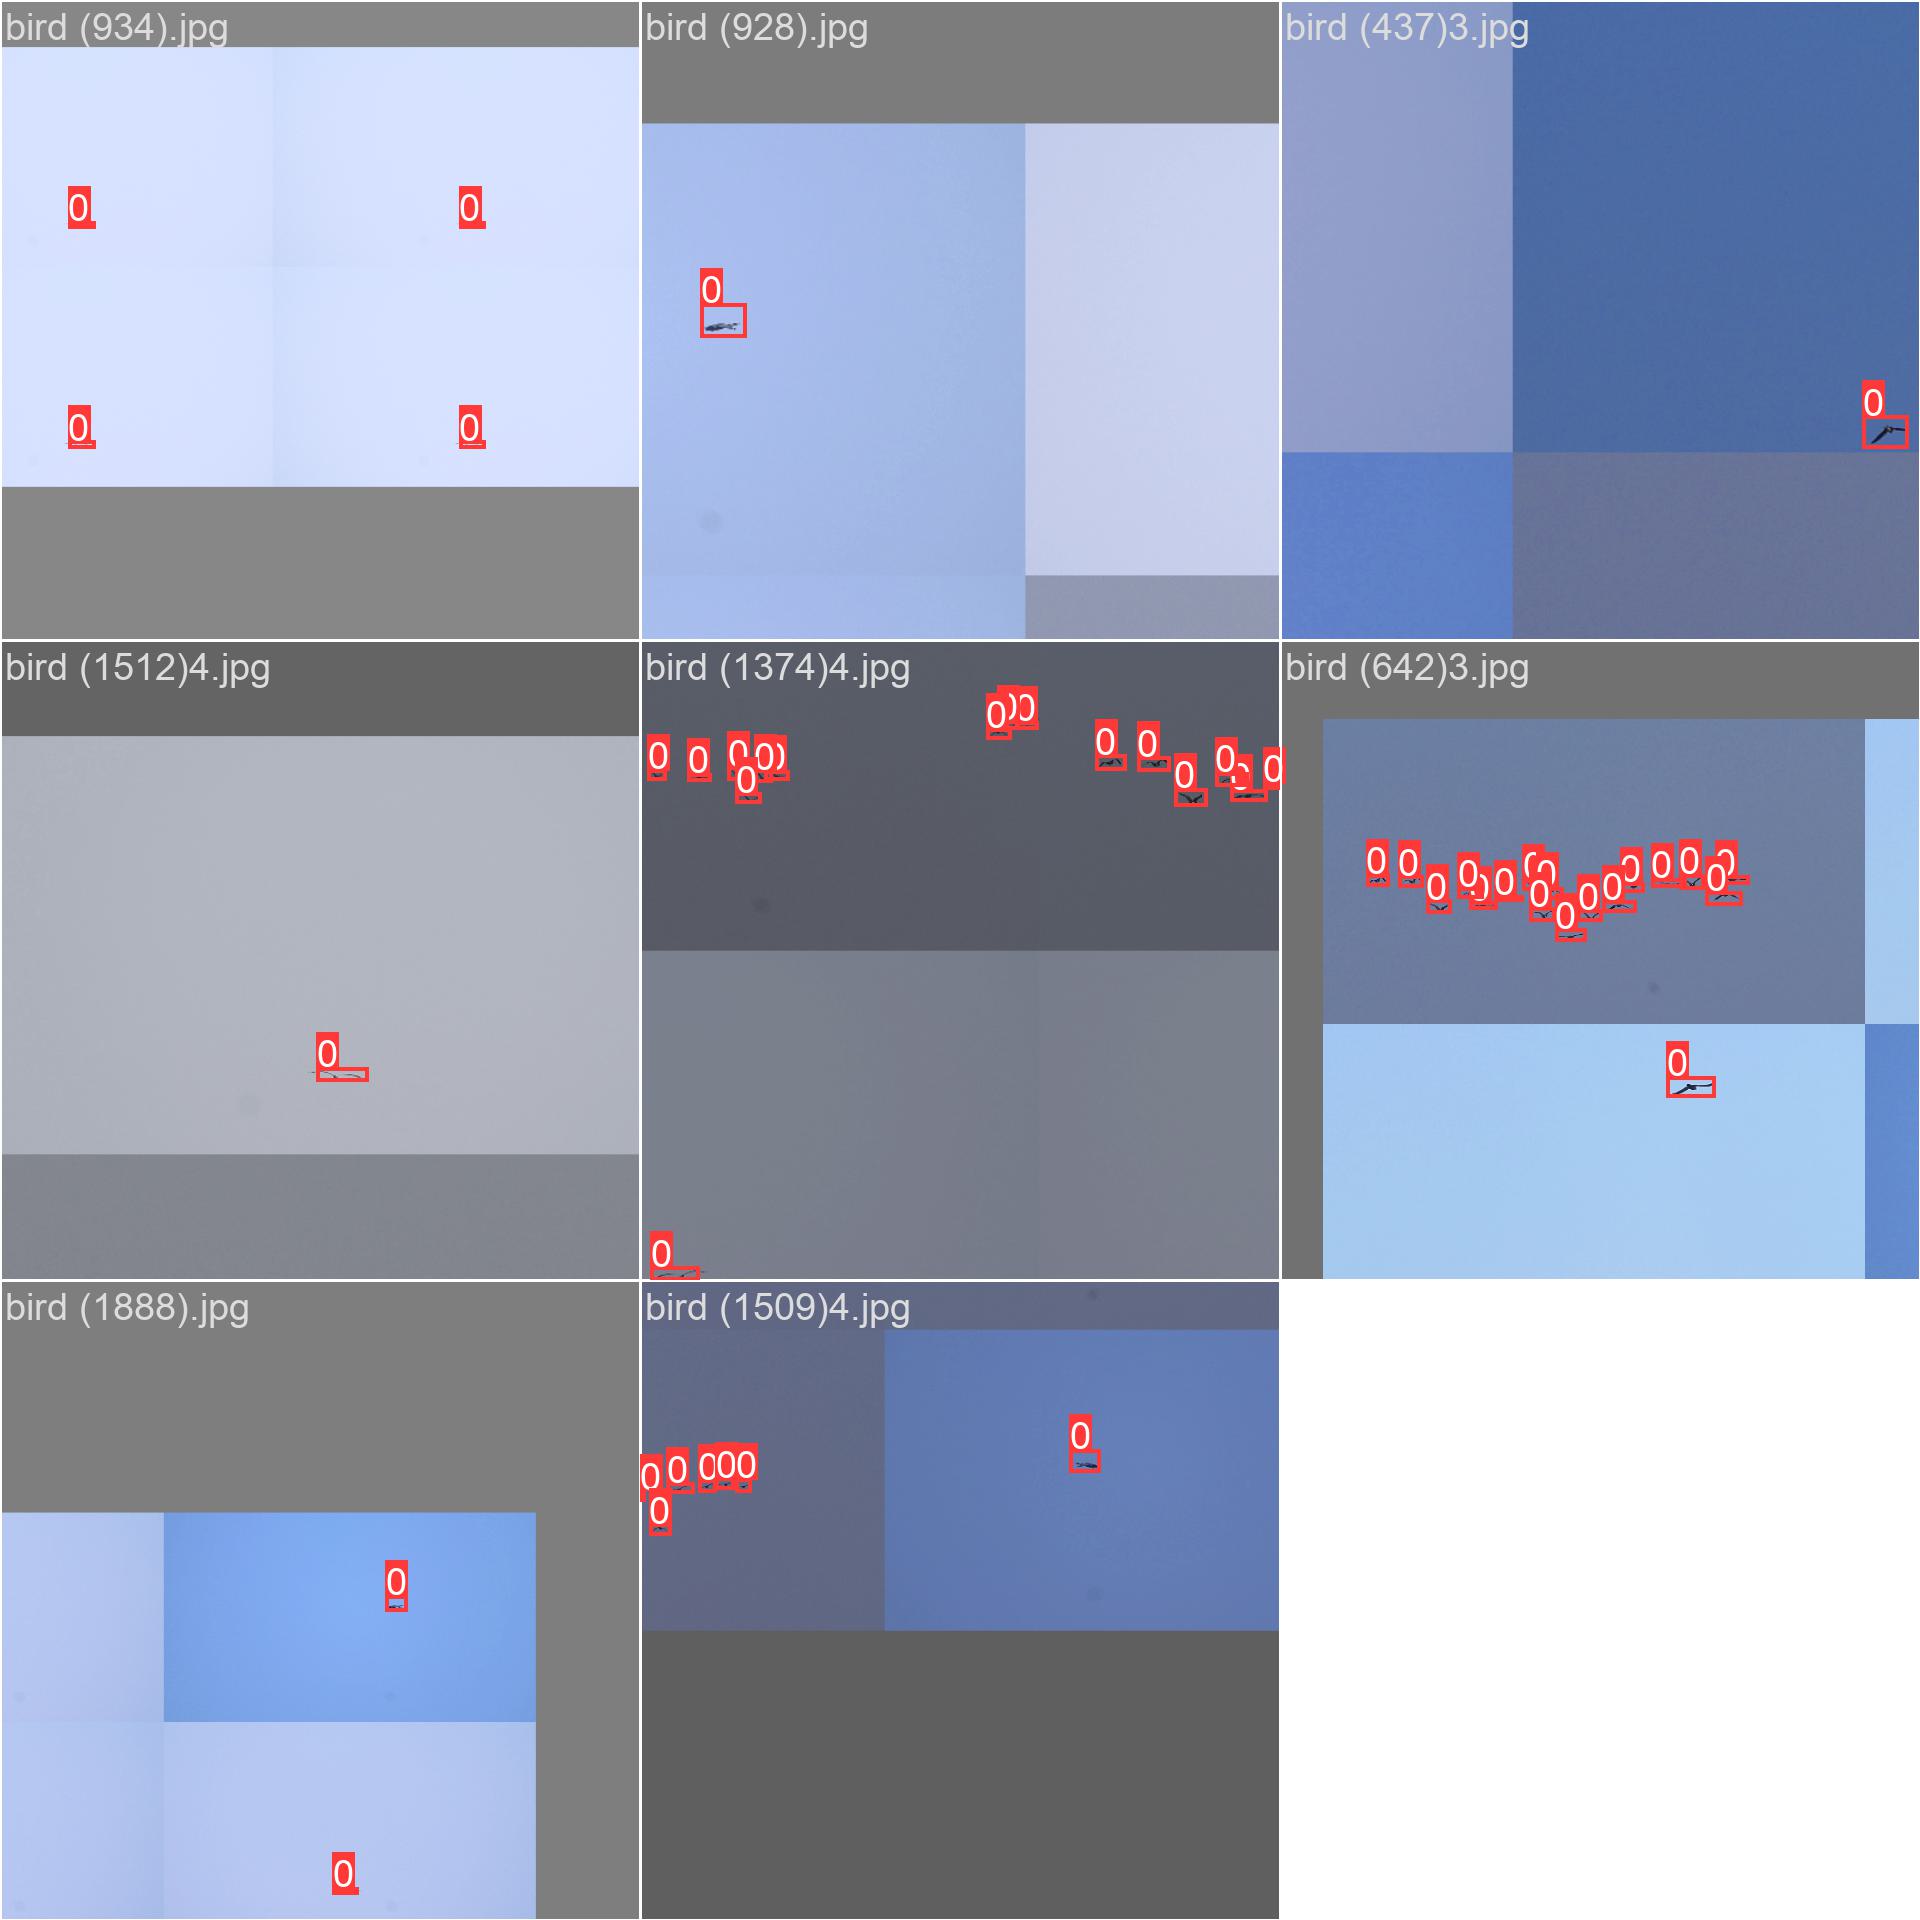 bird (934).jpg
0 0
0 0
bird (928).jpg
0
bird (437)3.jpg
0
bird (1512)4.jpg
0
bird (1374)4.jpg
0 0 0
0 0 0 0 0 0 0 0 0 0 0
0
0
bird (642)3.jpg
0 0 0 0 0 0 0 0 0 0 0 0 0 0 0 0 0
0
bird (1888).jpg
0
0
bird (1509)4.jpg
0
0 0 0 0 0
0